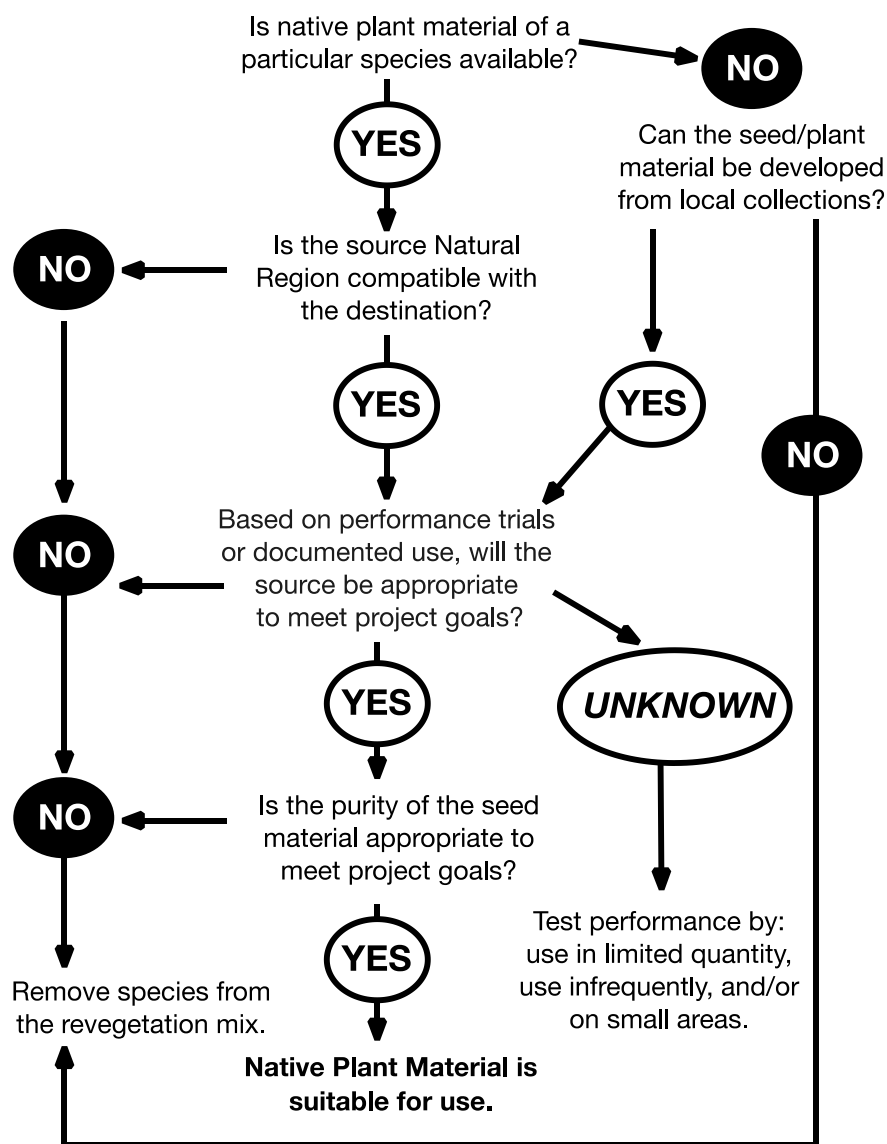 Is native plant material of a
particular species available?
NO
YES
Can the seed/plant
material be developed
from local collections?
NO
Is the source Natural
Region compatible with
the destination?
YES
YES
NO
Based on performance trials
or documented use, will the
source be appropriate
to meet project goals?
NO
YES
UNKNOWN
NO
Is the purity of the seed
material appropriate to
meet project goals?
YES
Test performance by:
use in limited quantity,
use infrequently, and/or
on small areas.
Remove species from
the revegetation mix.
Native Plant Material is
suitable for use.